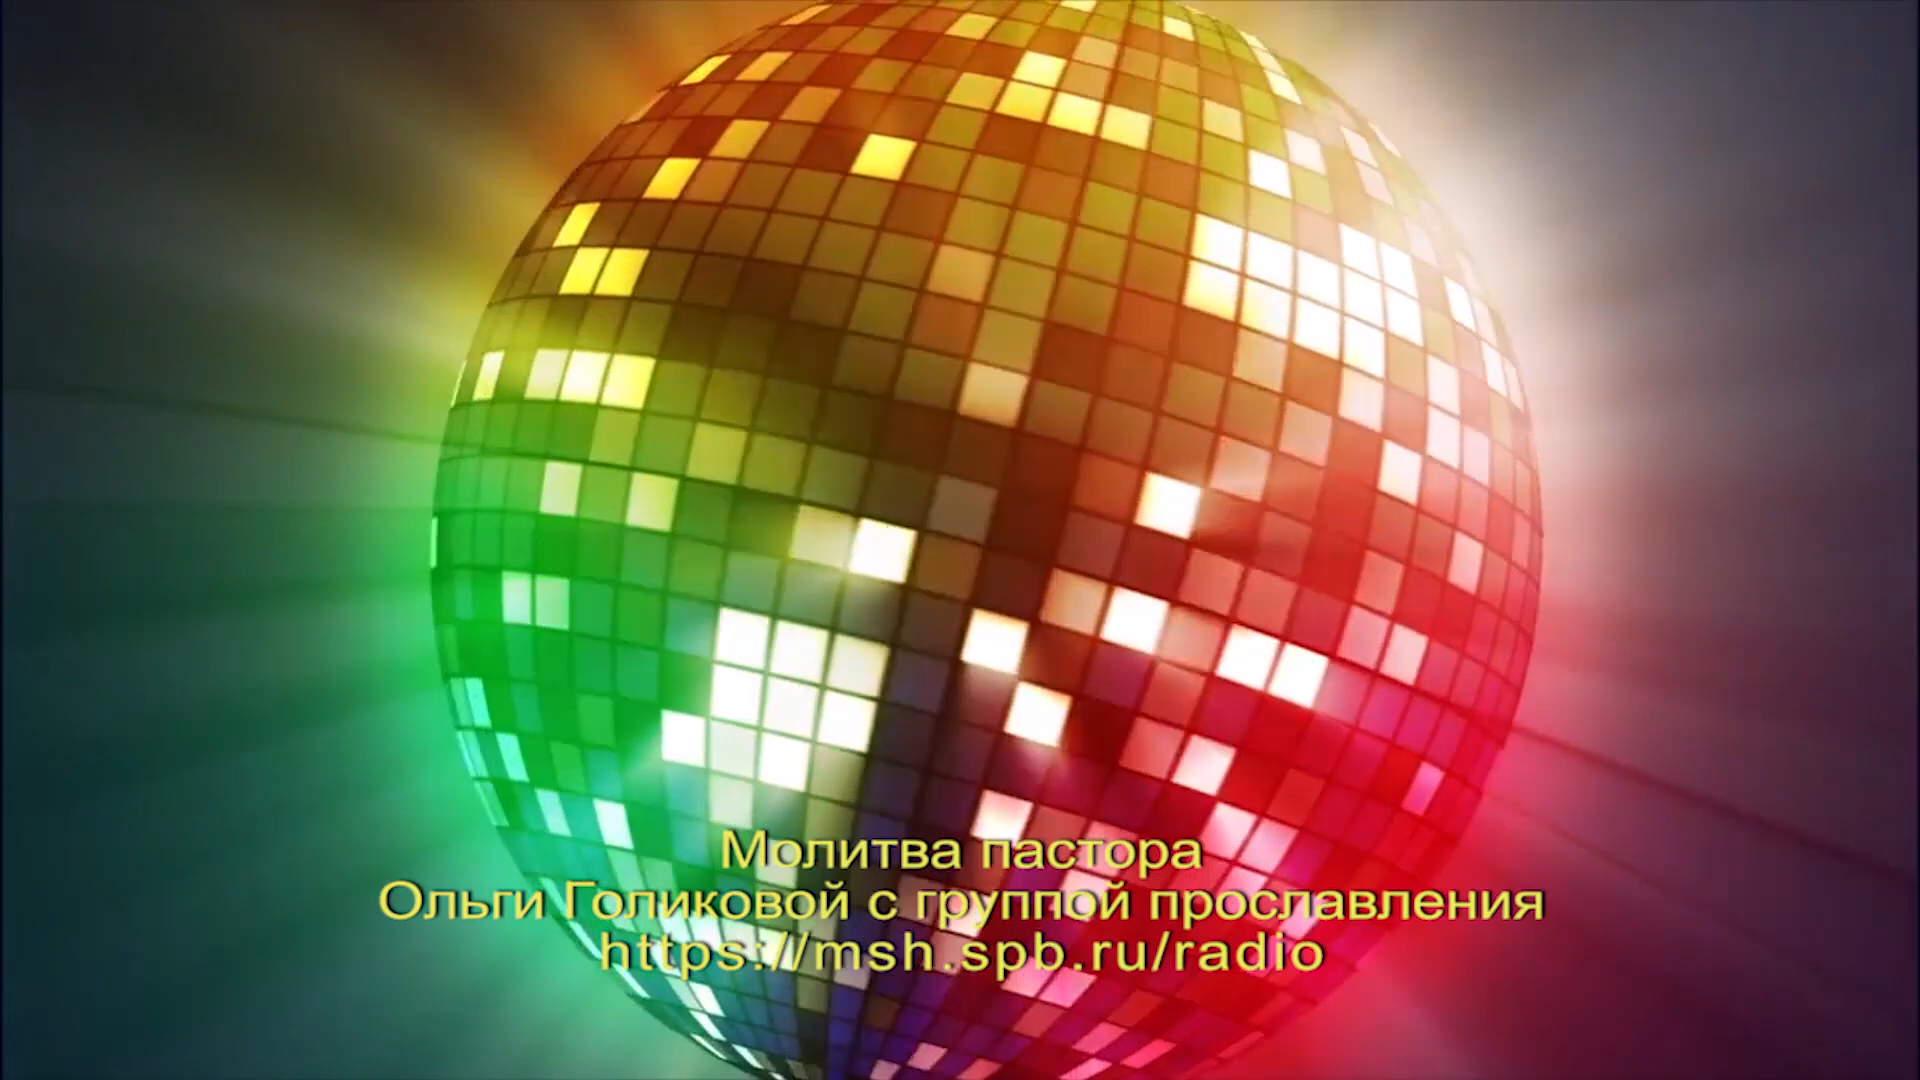 Молитва пастора
Ольги Голиковой с группой прославления
https://msh.spb.ru/radio